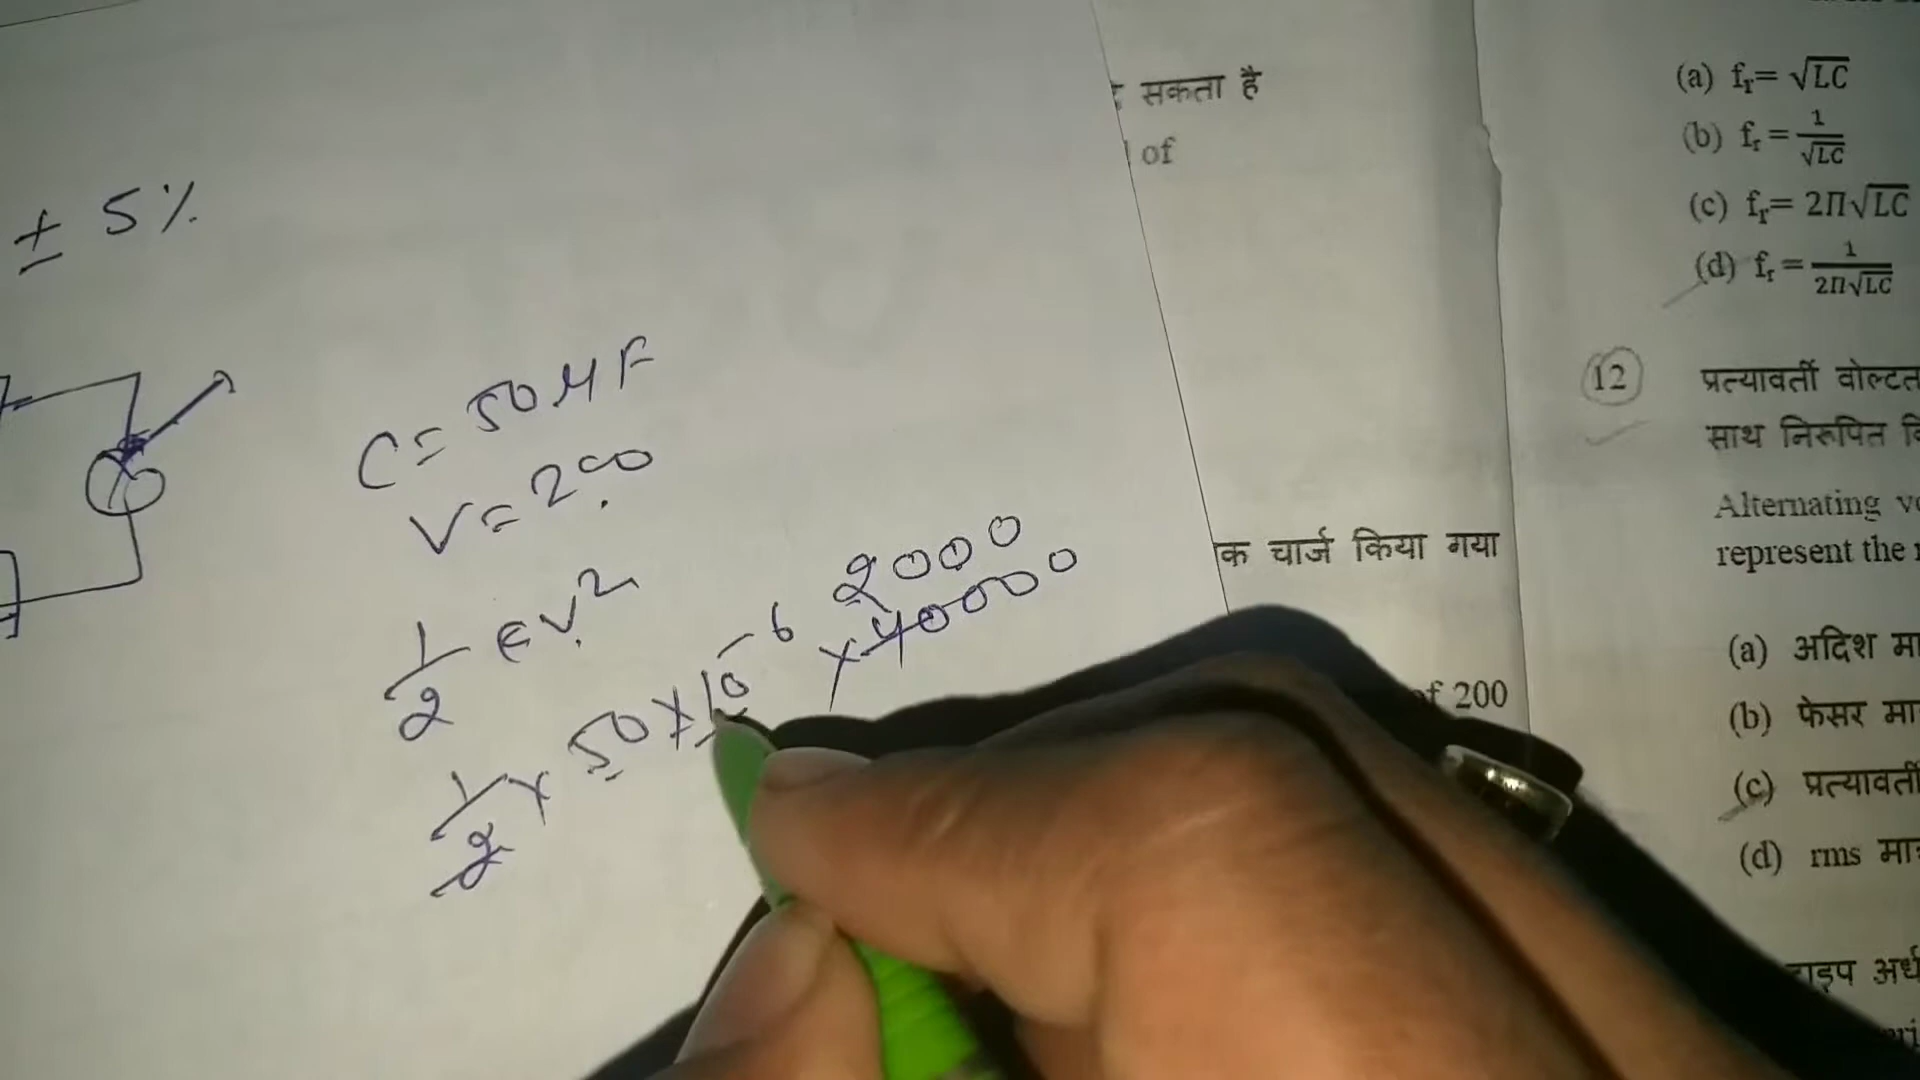 ± 5%
C = 50 μF
V = 200
1/2 CV²
1/2 × 50 × 10⁻⁶ × 40000
2000
सकता है
of
क चार्ज किया गया
of 200
(a) fᵣ= √LC
(b) fᵣ = 1/√LC
(c) fᵣ= 2Π√LC
(d) fᵣ = 1/2Π√LC
12 प्रत्यावर्ती
साथ निरूपित
Alternating
represent the
(a) अदिश
(b) फेसर
(c) प्रत्यावर्ती
(d) rms